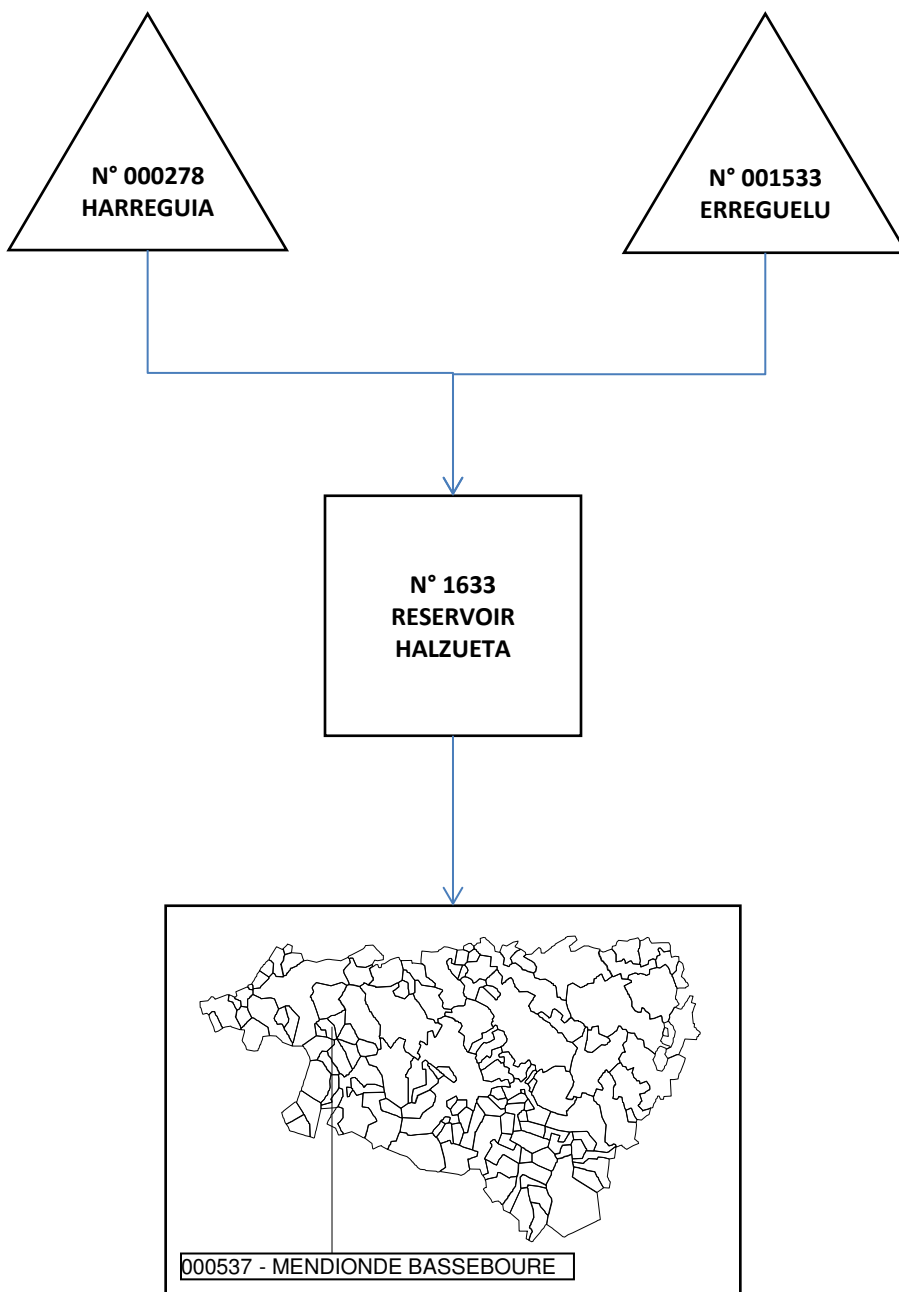 N° 000278
HARREGUIA
N° 001533
ERREGUELU
N° 1633
RESERVOIR
HALZUETA
000537 - MENDIONDE BASSEBOURE